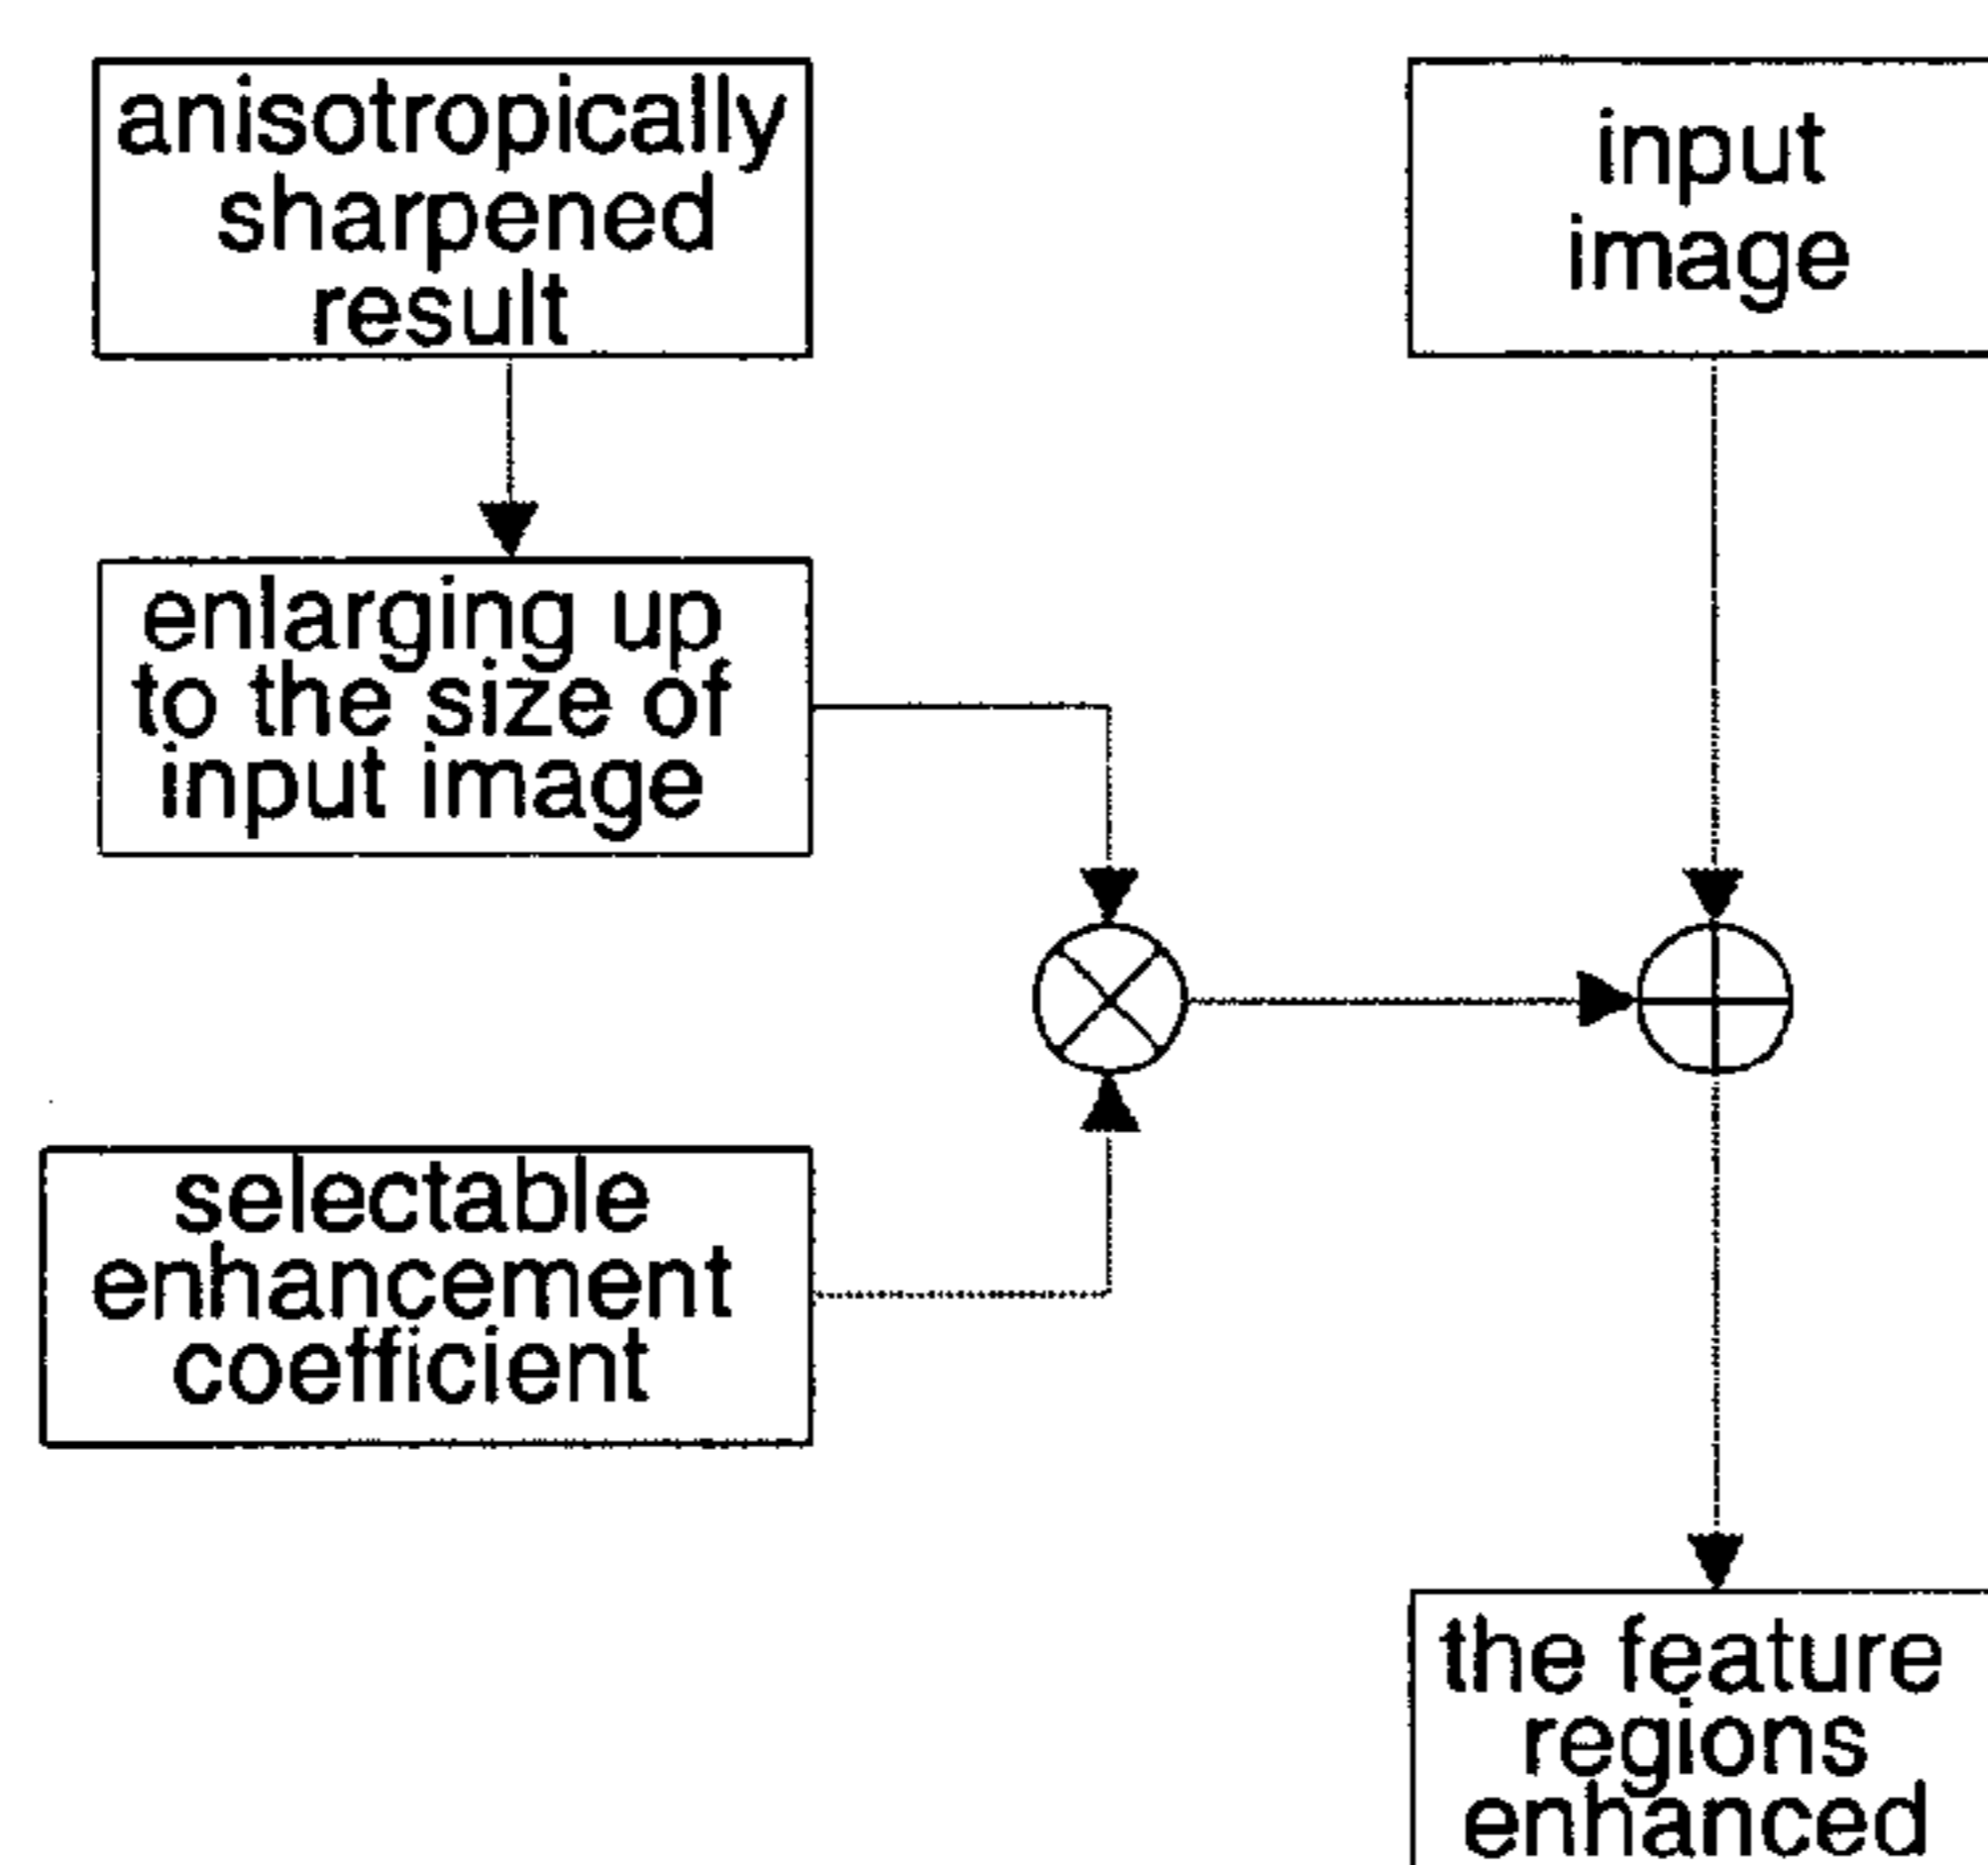 anisotropically
sharpened
result
input
image
enlarging up
to the size of
input image
selectable
enhancement
coefficient
the feature
regions
enhanced